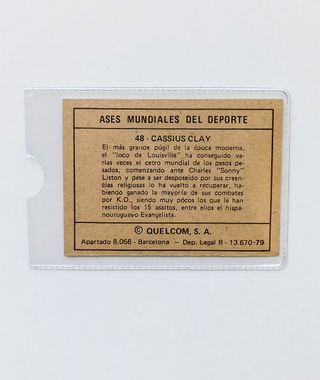 ASES MUNDIALES DEL DEPORTE
48 - CASSIUS CLAY
El más grande púgil de la época moderna,
el "loco de Louisville" ha conseguido va-
rias veces el cetro mundial de los pesos pe-
sados, comenzando ante Charles "Sonny"
Liston y pese a ser desposeido por sus creen-
cias religiosas lo ha vuelto a recuperar, ha-
biendo ganado la mayoría de sus combates
por K.O., siendo muy pocos los que le han
resistido los 15 asaltos, entre ellos el hispa-
nouruguayo Evangelista.
© QUELCOM, S. A.
Apartado 8.056 - Barcelona — Dep. Legal B - 13.670-79